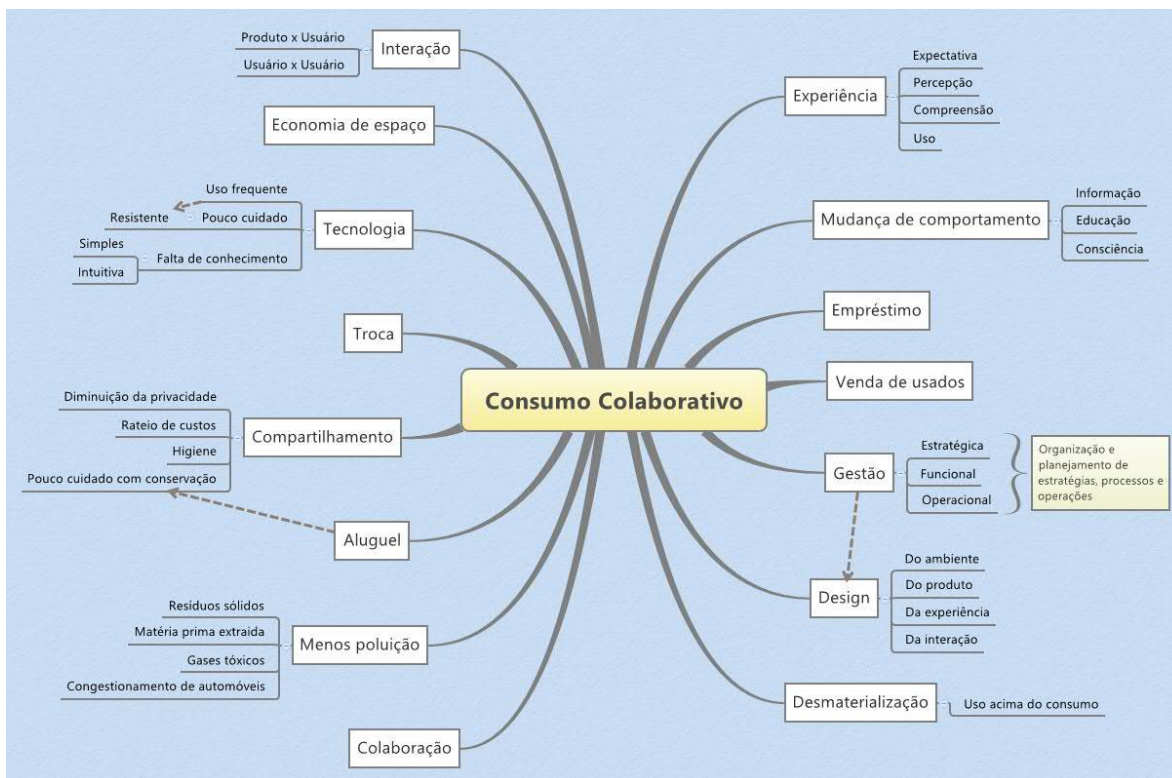 Consumo Colaborativo
Interação
Produto x Usuário
Usuário x Usuário
Economia de espaço
Tecnologia
Uso frequente
Pouco cuidado
Resistente
Falta de conhecimento
Simples
Intuitiva
Troca
Compartilhamento
Diminuição da privacidade
Rateio de custos
Higiene
Pouco cuidado com conservação
Aluguel
Menos poluição
Resíduos sólidos
Matéria prima extraída
Gases tóxicos
Congestionamento de automóveis
Colaboração
Experiência
Expectativa
Percepção
Compreensão
Uso
Mudança de comportamento
Informação
Educação
Consciência
Empréstimo
Venda de usados
Gestão
Estratégica
Funcional
Operacional
Organização e
planejamento de
estratégias, processos e
operações
Design
Do ambiente
Do produto
Da experiência
Da interação
Desmaterialização
Uso acima do consumo